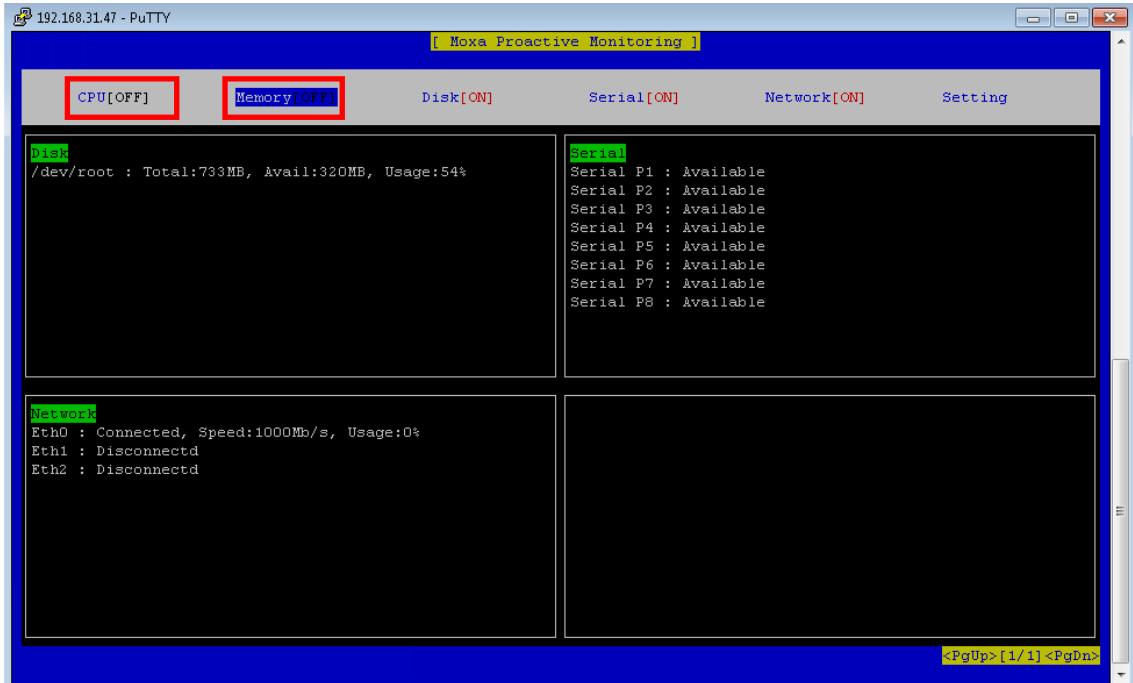 192.168.31.47 - PuTTY
[ Moxa Proactive Monitoring ]
CPU[OFF] Memory[OFF] Disk[ON] Serial[ON] Network[ON] Setting
Disk
/dev/root : Total:733MB, Avail:320MB, Usage:54%
Serial
Serial P1 : Available
Serial P2 : Available
Serial P3 : Available
Serial P4 : Available
Serial P5 : Available
Serial P6 : Available
Serial P7 : Available
Serial P8 : Available
Network
Eth0 : Connected, Speed:1000Mb/s, Usage:0%
Eth1 : Disconnectd
Eth2 : Disconnectd
<PgUp>[1/1]<PgDn>